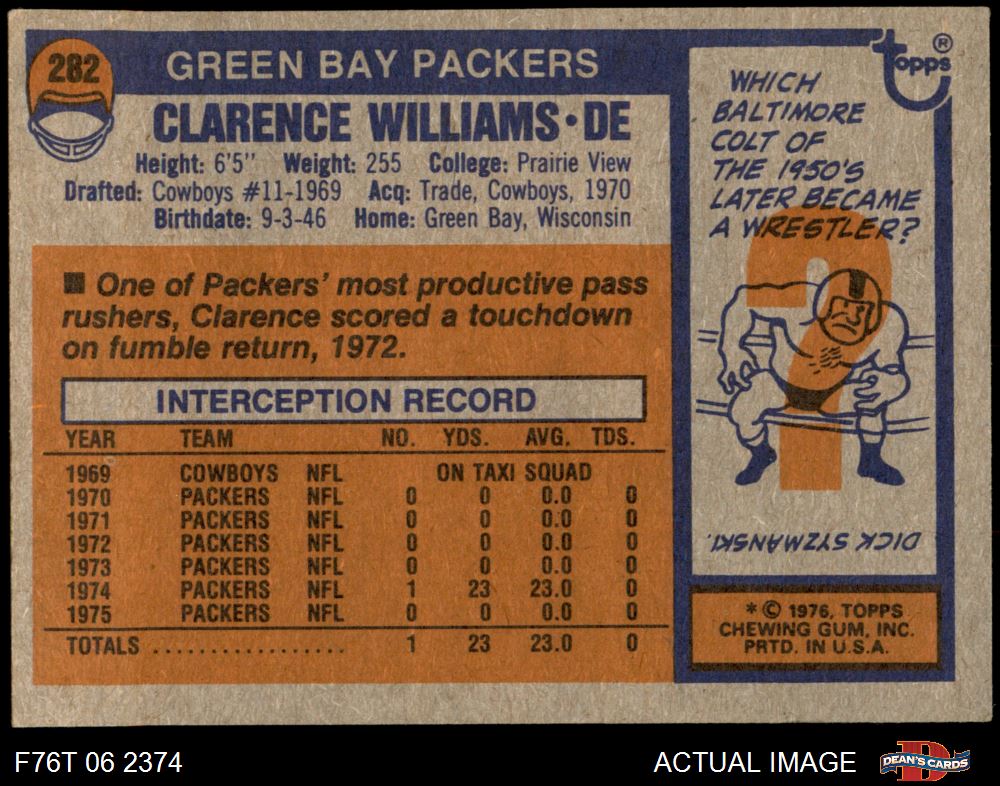 282
GREEN BAY PACKERS
CLARENCE WILLIAMS • DE
Height: 6'5" Weight: 255 College: Prairie View
Drafted: Cowboys #11-1969 Acq: Trade, Cowboys, 1970
Birthdate: 9-3-46 Home: Green Bay, Wisconsin
■ One of Packers' most productive pass
rushers, Clarence scored a touchdown
on fumble return, 1972.
INTERCEPTION RECORD
YEAR TEAM NO. YDS. AVG. TDS.
1969 COWBOYS NFL ON TAXI SQUAD
1970 PACKERS NFL 0 0 0.0 0
1971 PACKERS NFL 0 0 0.0 0
1972 PACKERS NFL 0 0 0.0 0
1973 PACKERS NFL 0 0 0.0 0
1974 PACKERS NFL 1 23 23.0 0
1975 PACKERS NFL 0 0 0.0 0
TOTALS ................. 1 23 23.0 0
topps ®
WHICH
BALTIMORE
COLT OF
THE 1950'S
LATER BECAME
A WRESTLER?
?
DICK SYZMANSKI.
* © 1976, TOPPS
CHEWING GUM, INC.
PRTD. IN U.S.A.
F76T 06 2374
ACTUAL IMAGE
D
DEAN'S CARDS